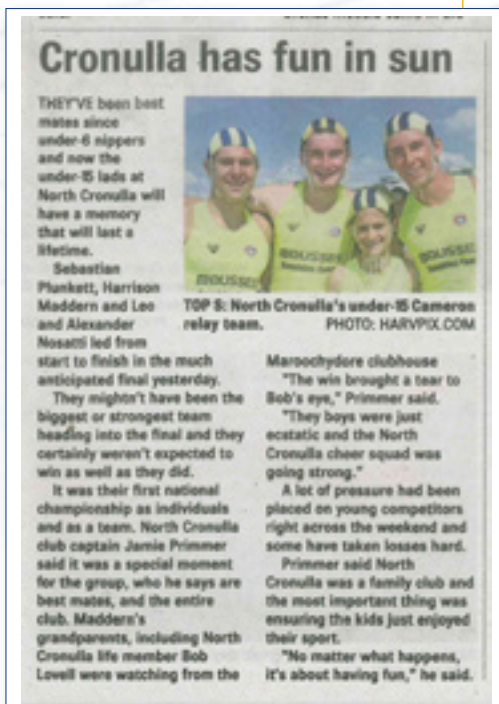 Cronulla has fun in sun
THEY'VE been best
mates since
under-6 nippers
and now the
under-15 lads at
North Cronulla will
have a memory
that will last a
lifetime.
Sebastian
Plunkett, Harrison
Maddern and Leo
and Alexander
Nosatti led from
start to finish in the much
anticipated final yesterday.
They mightn't have been the
biggest or strongest team
heading into the final and they
certainly weren't expected to
win as well as they did.
It was their first national
championship as individuals
and as a team. North Cronulla
club captain Jamie Primmer
said it was a special moment
for the group, who he says are
best mates, and the entire
club. Maddern's
grandparents, including North
Cronulla life member Bob
Lovell were watching from the
TOP S: North Cronulla's under-15 Cameron
relay team. PHOTO: HARVPIX.COM
Maroochydore clubhouse
"The win brought a tear to
Bob's eye," Primmer said.
"They boys were just
ecstatic and the North
Cronulla cheer squad was
going strong."
A lot of pressure had been
placed on young competitors
right across the weekend and
some have taken losses hard.
Primmer said North
Cronulla was a family club and
the most important thing was
ensuring the kids just enjoyed
their sport.
"No matter what happens,
it's about having fun," he said.